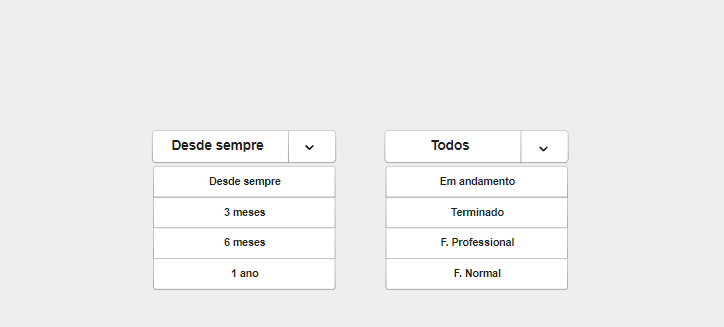 Desde sempre
Desde sempre
3 meses
6 meses
1 ano
Todos
Em andamento
Terminado
F. Professional
F. Normal